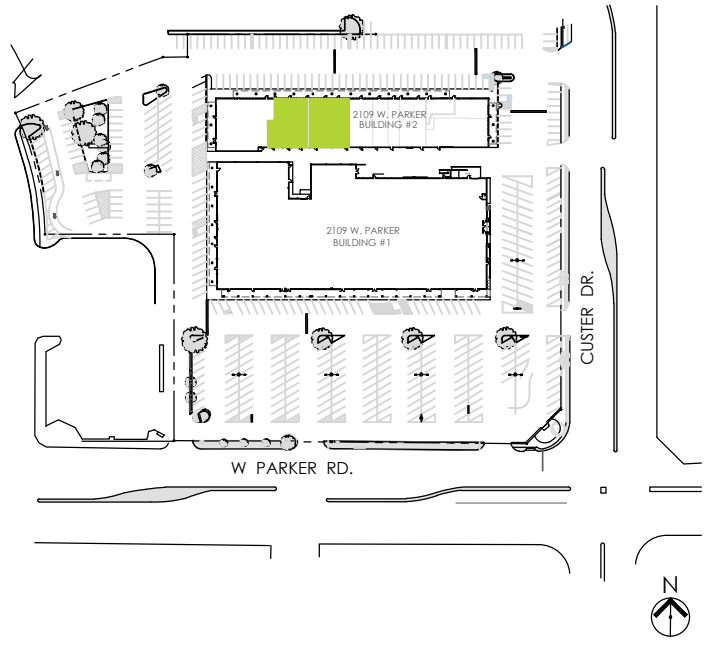 2109 W. PARKER
BUILDING #2
2109 W. PARKER
BUILDING #1
CUSTER DR.
W PARKER RD.
N